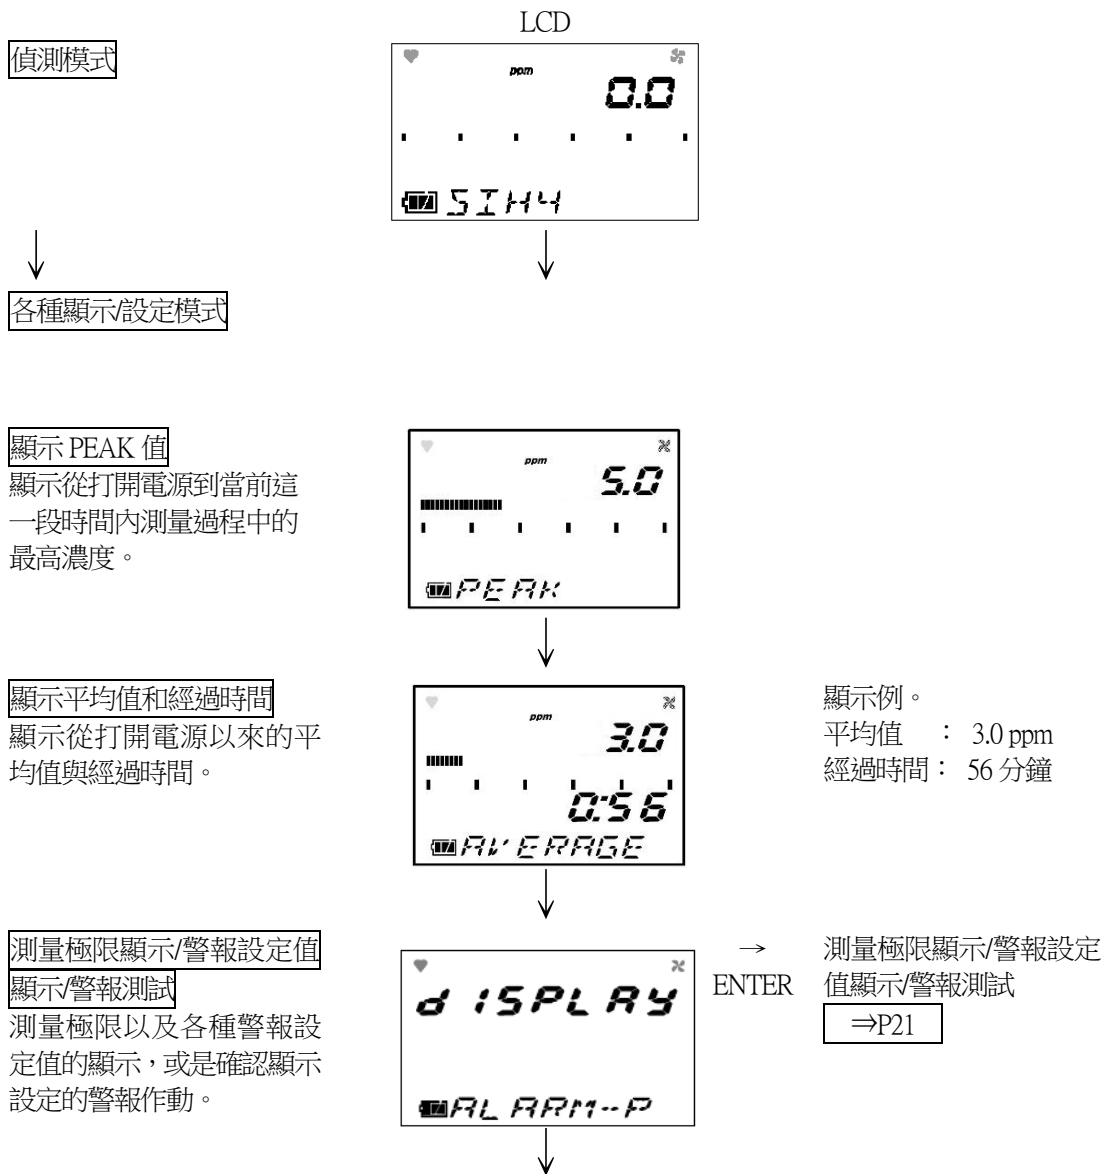 LCD
偵測模式
ppm
0.0
SIH4
各種顯示/設定模式
顯示 PEAK 值
顯示從打開電源到當前這
一段時間內測量過程中的
最高濃度。
ppm
5.0
PEAK
顯示平均值和經過時間
顯示從打開電源以來的平
均值與經過時間。
ppm
3.0
0:56
AVERAGE
顯示例。
平均值 : 3.0 ppm
經過時間: 56 分鐘
測量極限顯示/警報設定值
顯示/警報測試
測量極限以及各種警報設
定值的顯示,或是確認顯示
設定的警報作動。
dISPLAY
ALARM-P
→
ENTER
測量極限顯示/警報設定
值顯示/警報測試
⇒P21